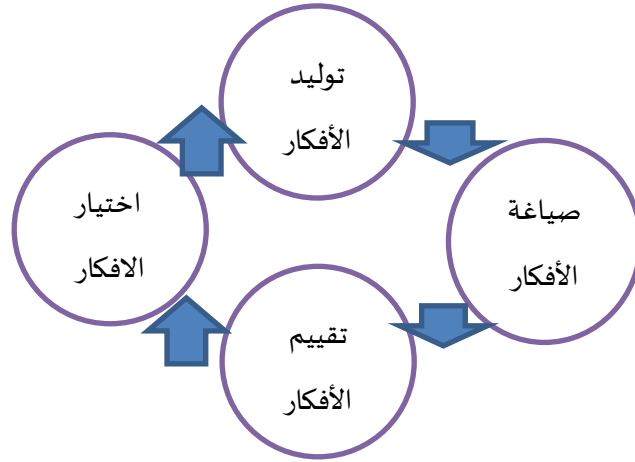 توليد
الأفكار
صياغة
الأفكار
تقييم
الأفكار
اختيار
الافكار